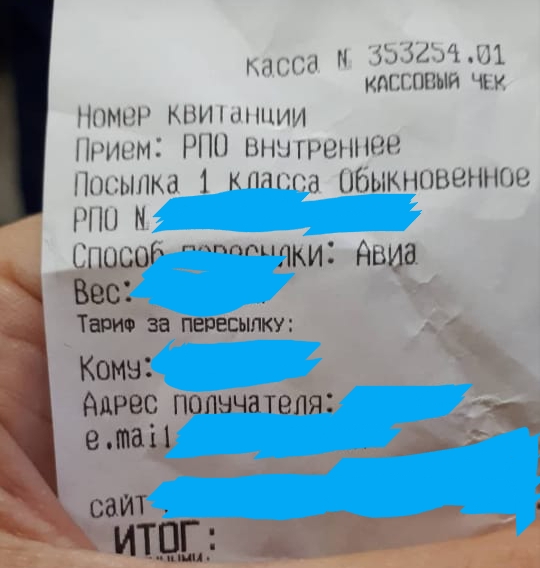 касса № 353254.01
КАССОВЫЙ ЧЕК
Номер квитанции
Прием: РПО внутреннее
Посылка 1 класса Обыкновенное
РПО №
Способ пересылки: Авиа
Вес:
Тариф за пересылку:
Кому:
Адрес получателя:
e.mail
сайт
ИТОГ: